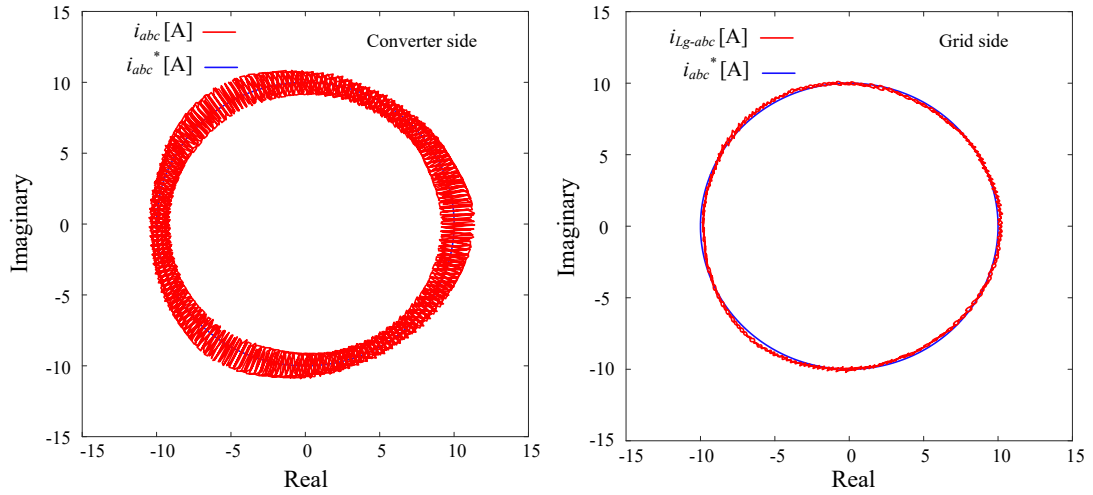 15
10
5
0
-5
-10
-15
Imaginary
i_abc [A]
i_abc* [A]
Converter side
-15 -10 -5 0 5 10 15
Real
15
10
5
0
-5
-10
-15
Imaginary
i_Lg-abc [A]
i_abc* [A]
Grid side
-15 -10 -5 0 5 10 15
Real